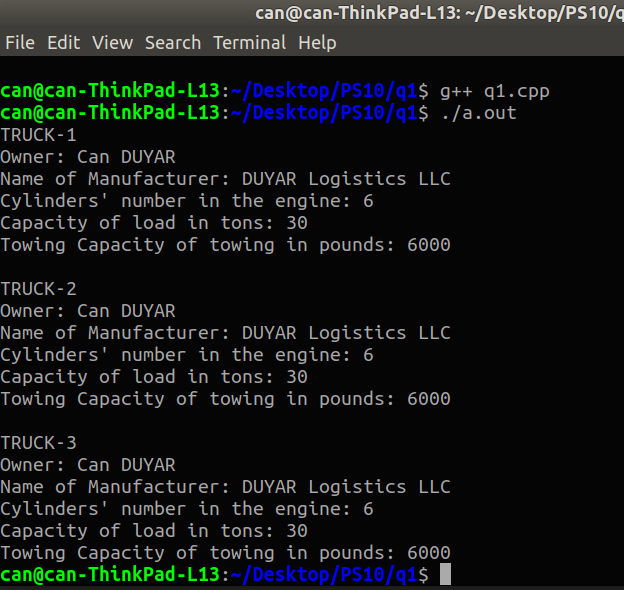 can@can-ThinkPad-L13: ~/Desktop/PS10/q
File Edit View Search Terminal Help
can@can-ThinkPad-L13:~/Desktop/PS10/q1$ g++ q1.cpp
can@can-ThinkPad-L13:~/Desktop/PS10/q1$ ./a.out
TRUCK-1
Owner: Can DUYAR
Name of Manufacturer: DUYAR Logistics LLC
Cylinders' number in the engine: 6
Capacity of load in tons: 30
Towing Capacity of towing in pounds: 6000
TRUCK-2
Owner: Can DUYAR
Name of Manufacturer: DUYAR Logistics LLC
Cylinders' number in the engine: 6
Capacity of load in tons: 30
Towing Capacity of towing in pounds: 6000
TRUCK-3
Owner: Can DUYAR
Name of Manufacturer: DUYAR Logistics LLC
Cylinders' number in the engine: 6
Capacity of load in tons: 30
Towing Capacity of towing in pounds: 6000
can@can-ThinkPad-L13:~/Desktop/PS10/q1$